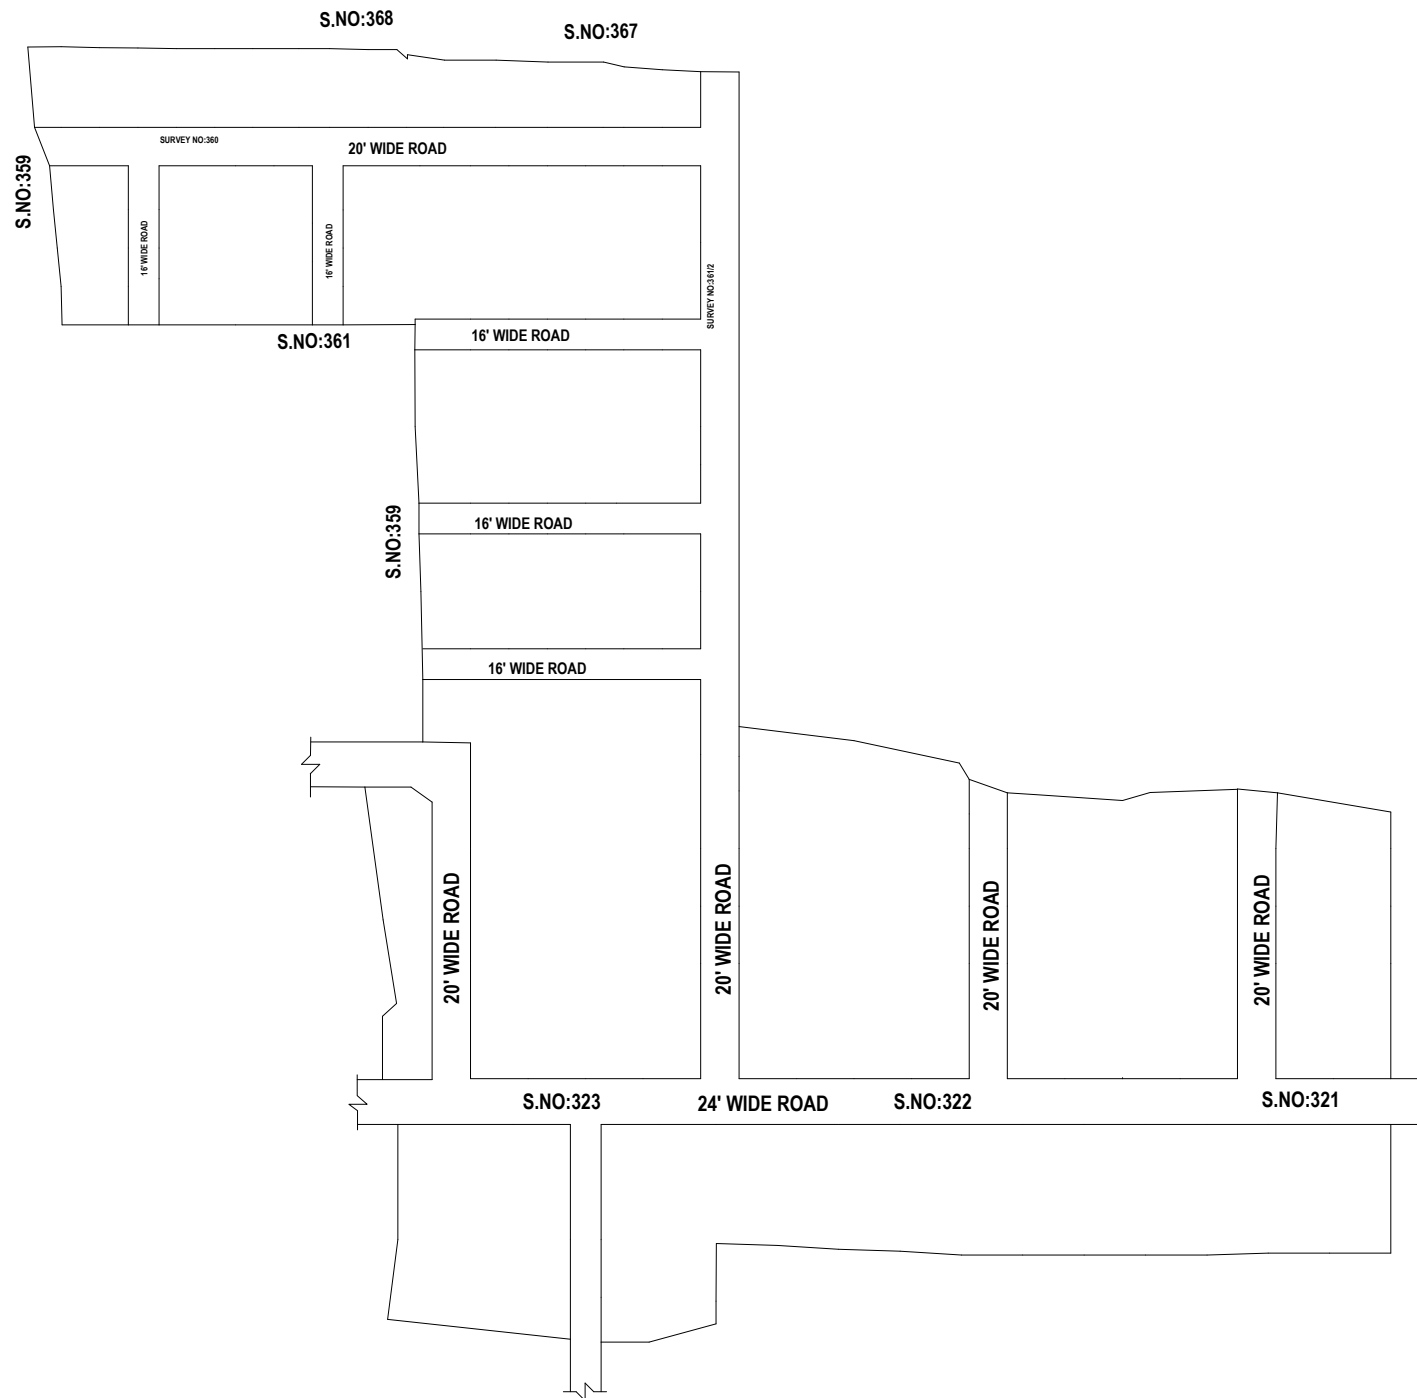 S.NO:368
S.NO:367
SURVEY NO:360
20' WIDE ROAD
S.NO:359
16'WIDE ROAD
16' WIDE ROAD
SURVEY NO:361/2
16' WIDE ROAD
S.NO:361
16' WIDE ROAD
S.NO:359
16' WIDE ROAD
20' WIDE ROAD
20' WIDE ROAD
20' WIDE ROAD
20' WIDE ROAD
S.NO:323
24' WIDE ROAD
S.NO:322
S.NO:321